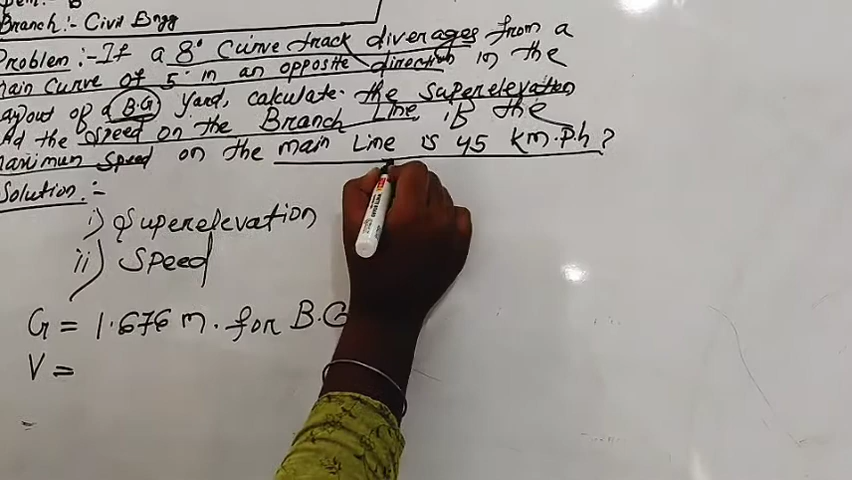 Branch:- Civil Engg
Problem:- If a 8° Curve track diverages from a
main Curve of 5° in an opposite direction in the
layout of a B.G yard, calculate the superelevation
and the speed on the Branch Line. if the
maximum Speed on the main Line is 45 Km.Ph?
Solution:-
i) Superelevation
ii) Speed
G = 1.676 m. for B.G
V =